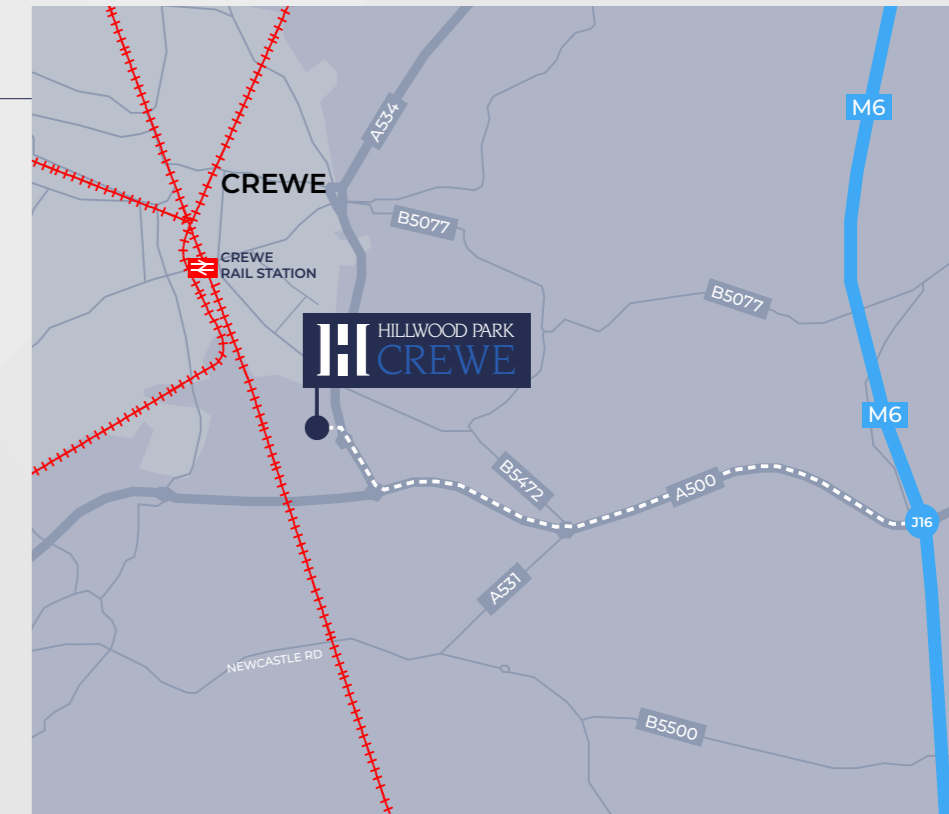 M6
A534
CREWE
B5077
CREWE
RAIL STATION
B5077
HILLWOOD PARK
CREWE
M6
B5472
A500
J16
A531
NEWCASTLE RD
B5500